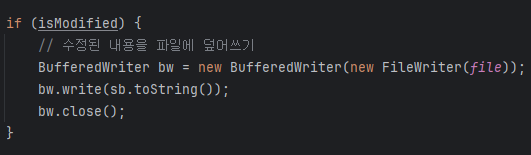 if (isModified) {
// 수정된 내용을 파일에 덮어쓰기
BufferedWriter bw = new BufferedWriter(new FileWriter(file));
bw.write(sb.toString());
bw.close();
}